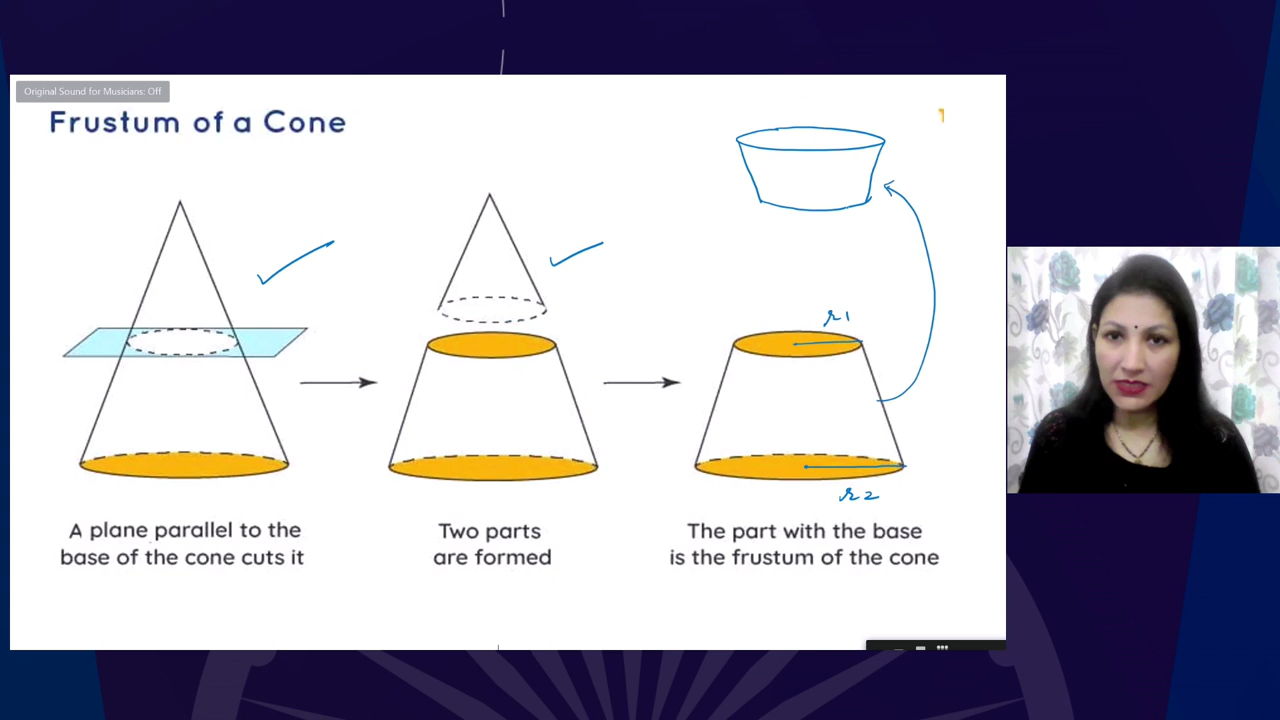 Original Sound for Musicians: Off
Frustum of a Cone
r1
r2
A plane parallel to the
base of the cone cuts it
Two parts
are formed
The part with the base
is the frustum of the cone